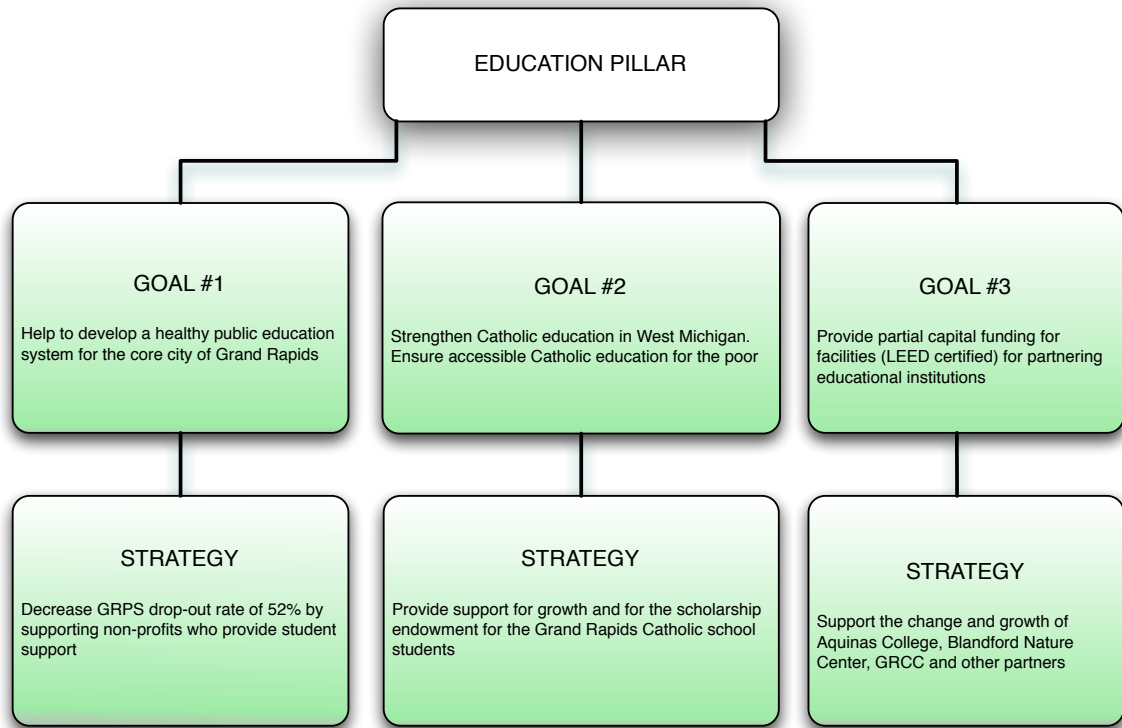 EDUCATION PILLAR
GOAL #1
Help to develop a healthy public education
system for the core city of Grand Rapids
GOAL #2
Strengthen Catholic education in West Michigan.
Ensure accessible Catholic education for the poor
GOAL #3
Provide partial capital funding for
facilities (LEED certified) for partnering
educational institutions
STRATEGY
Decrease GRPS drop-out rate of 52% by
supporting non-profits who provide student
support
STRATEGY
Provide support for growth and for the scholarship
endowment for the Grand Rapids Catholic school
students
STRATEGY
Support the change and growth of
Aquinas College, Blandford Nature
Center, GRCC and other partners